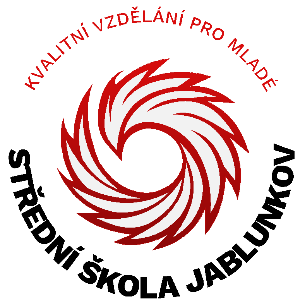 KVALITNÍ VZDĚLÁNÍ PRO MLADÉ
STŘEDNÍ ŠKOLA JABLUNKOV